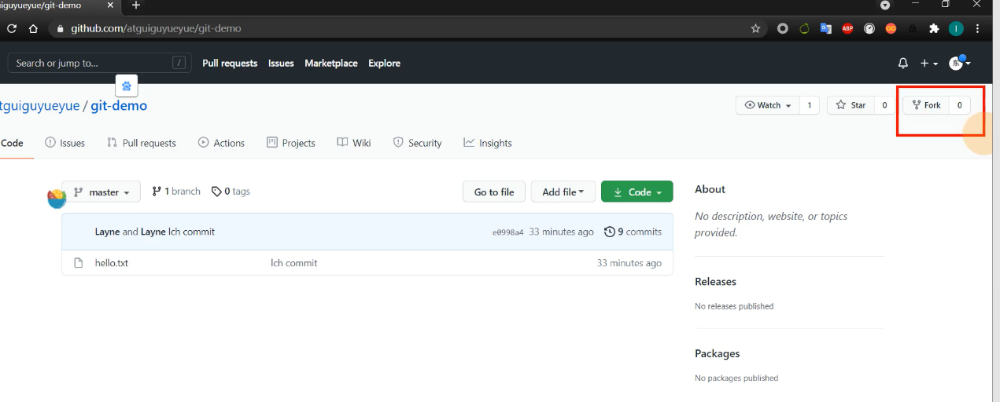 iguyueyue/git-demo
github.com/atguiguyueyue/git-demo
ABP
I
Search or jump to... /
Pull requests Issues Marketplace Explore
东
tguiguyueyue / git-demo
Watch 1 Star 0 Fork 0
Code Issues Pull requests Actions Projects Wiki Security Insights
master 1 branch 0 tags Go to file Add file Code
Layne and Layne lch commit e0998a4 33 minutes ago 9 commits
hello.txt lch commit 33 minutes ago
About
No description, website, or topics
provided.
Releases
No releases published
Packages
No packages published